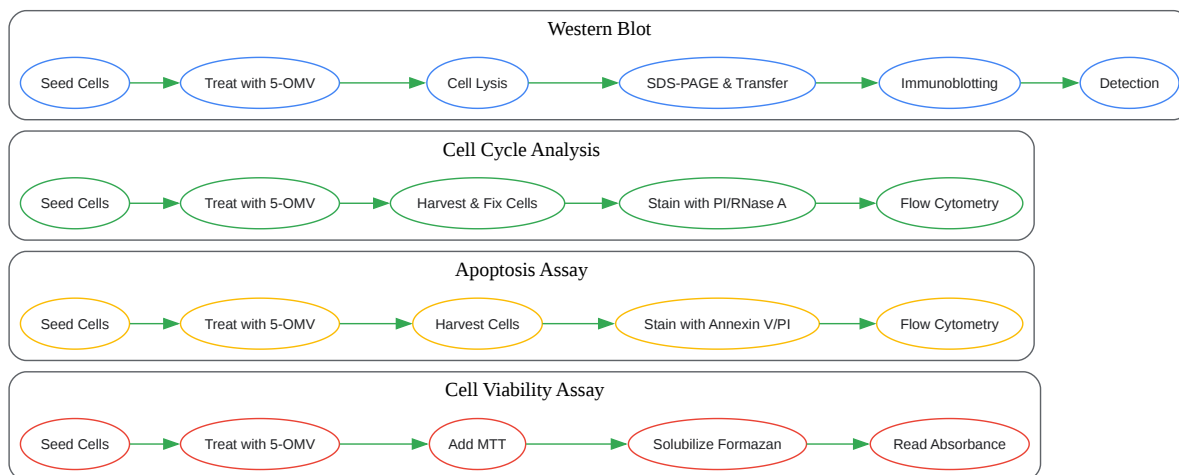 Western Blot
Seed Cells
Treat with 5-OMV
Cell Lysis
SDS-PAGE & Transfer
Immunoblotting
Detection
Cell Cycle Analysis
Seed Cells
Treat with 5-OMV
Harvest & Fix Cells
Stain with PI/RNase A
Flow Cytometry
Apoptosis Assay
Seed Cells
Treat with 5-OMV
Harvest Cells
Stain with Annexin V/PI
Flow Cytometry
Cell Viability Assay
Seed Cells
Treat with 5-OMV
Add MTT
Solubilize Formazan
Read Absorbance